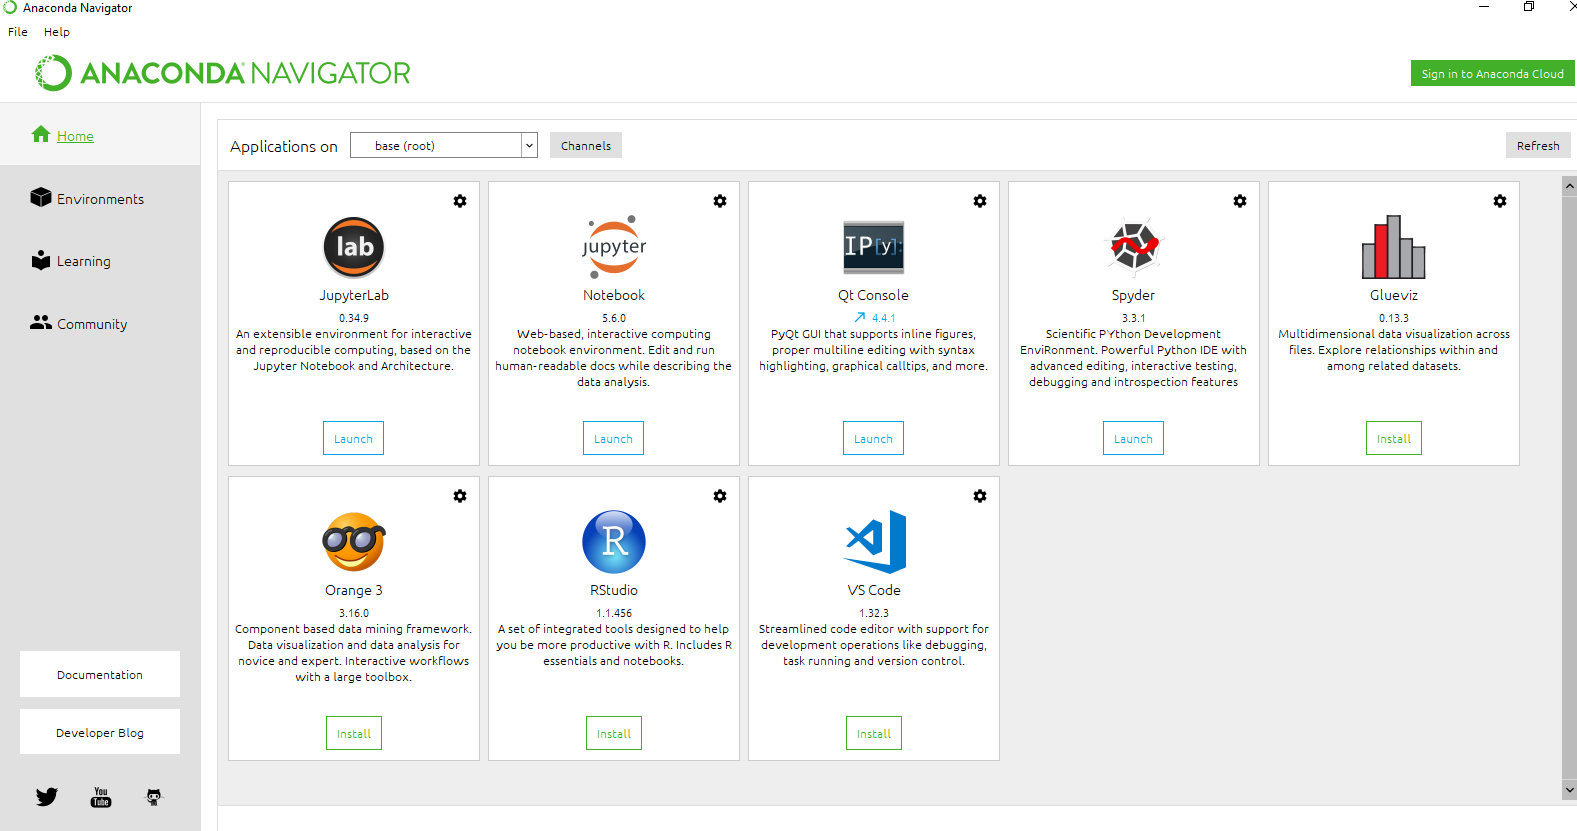 Anaconda Navigator
File Help
ANACONDA NAVIGATOR
Sign in to Anaconda Cloud
Home
Environments
Learning
Community
Documentation
Developer Blog
You
Tube
Applications on base (root) Channels Refresh
lab
JupyterLab
0.34.9
An extensible environment for interactive
and reproducible computing, based on the
Jupyter Notebook and Architecture.
Launch
jupyter
Notebook
5.6.0
Web-based, interactive computing
notebook environment. Edit and run
human-readable docs while describing the
data analysis.
Launch
IP[y]:
Qt Console
4.4.1
PyQt GUI that supports inline figures,
proper multiline editing with syntax
highlighting, graphical calltips, and more.
Launch
Spyder
3.3.1
Scientific PYthon Development
EnviRonment. Powerful Python IDE with
advanced editing, interactive testing,
debugging and introspection features
Launch
Glueviz
0.13.3
Multidimensional data visualization across
files. Explore relationships within and
among related datasets.
Install
Orange 3
3.16.0
Component based data mining framework.
Data visualization and data analysis for
novice and expert. Interactive workflows
with a large toolbox.
Install
R
RStudio
1.1.456
A set of integrated tools designed to help
you be more productive with R. Includes R
essentials and notebooks.
Install
VS Code
1.32.3
Streamlined code editor with support for
development operations like debugging,
task running and version control.
Install